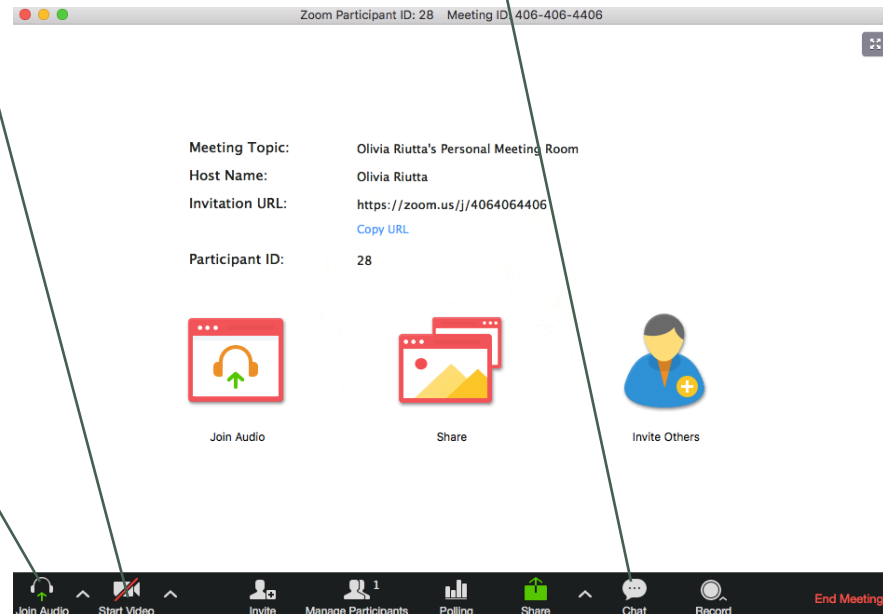 Zoom Participant ID: 28 Meeting ID: 406-406-4406
Meeting Topic: Olivia Riutta's Personal Meeting Room
Host Name: Olivia Riutta
Invitation URL: https://zoom.us/j/4064064406
Copy URL
Participant ID: 28
Join Audio Share Invite Others
1
Join Audio Start Video Invite Manage Participants Polling Share Chat Record End Meeting